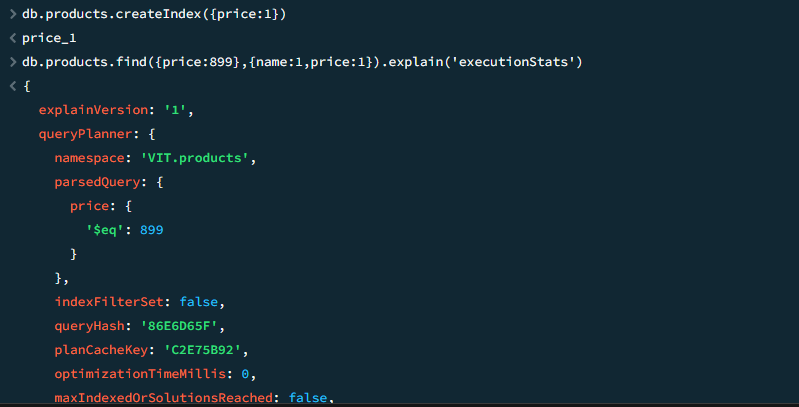 > db.products.createIndex({price:1})
< price_1
> db.products.find({price:899},{name:1,price:1}).explain('executionStats')
< {
explainVersion: '1',
queryPlanner: {
namespace: 'VIT.products',
parsedQuery: {
price: {
'$eq': 899
}
},
indexFilterSet: false,
queryHash: '86E6D65F',
planCacheKey: 'C2E75B92',
optimizationTimeMillis: 0,
maxIndexedOrSolutionsReached: false,